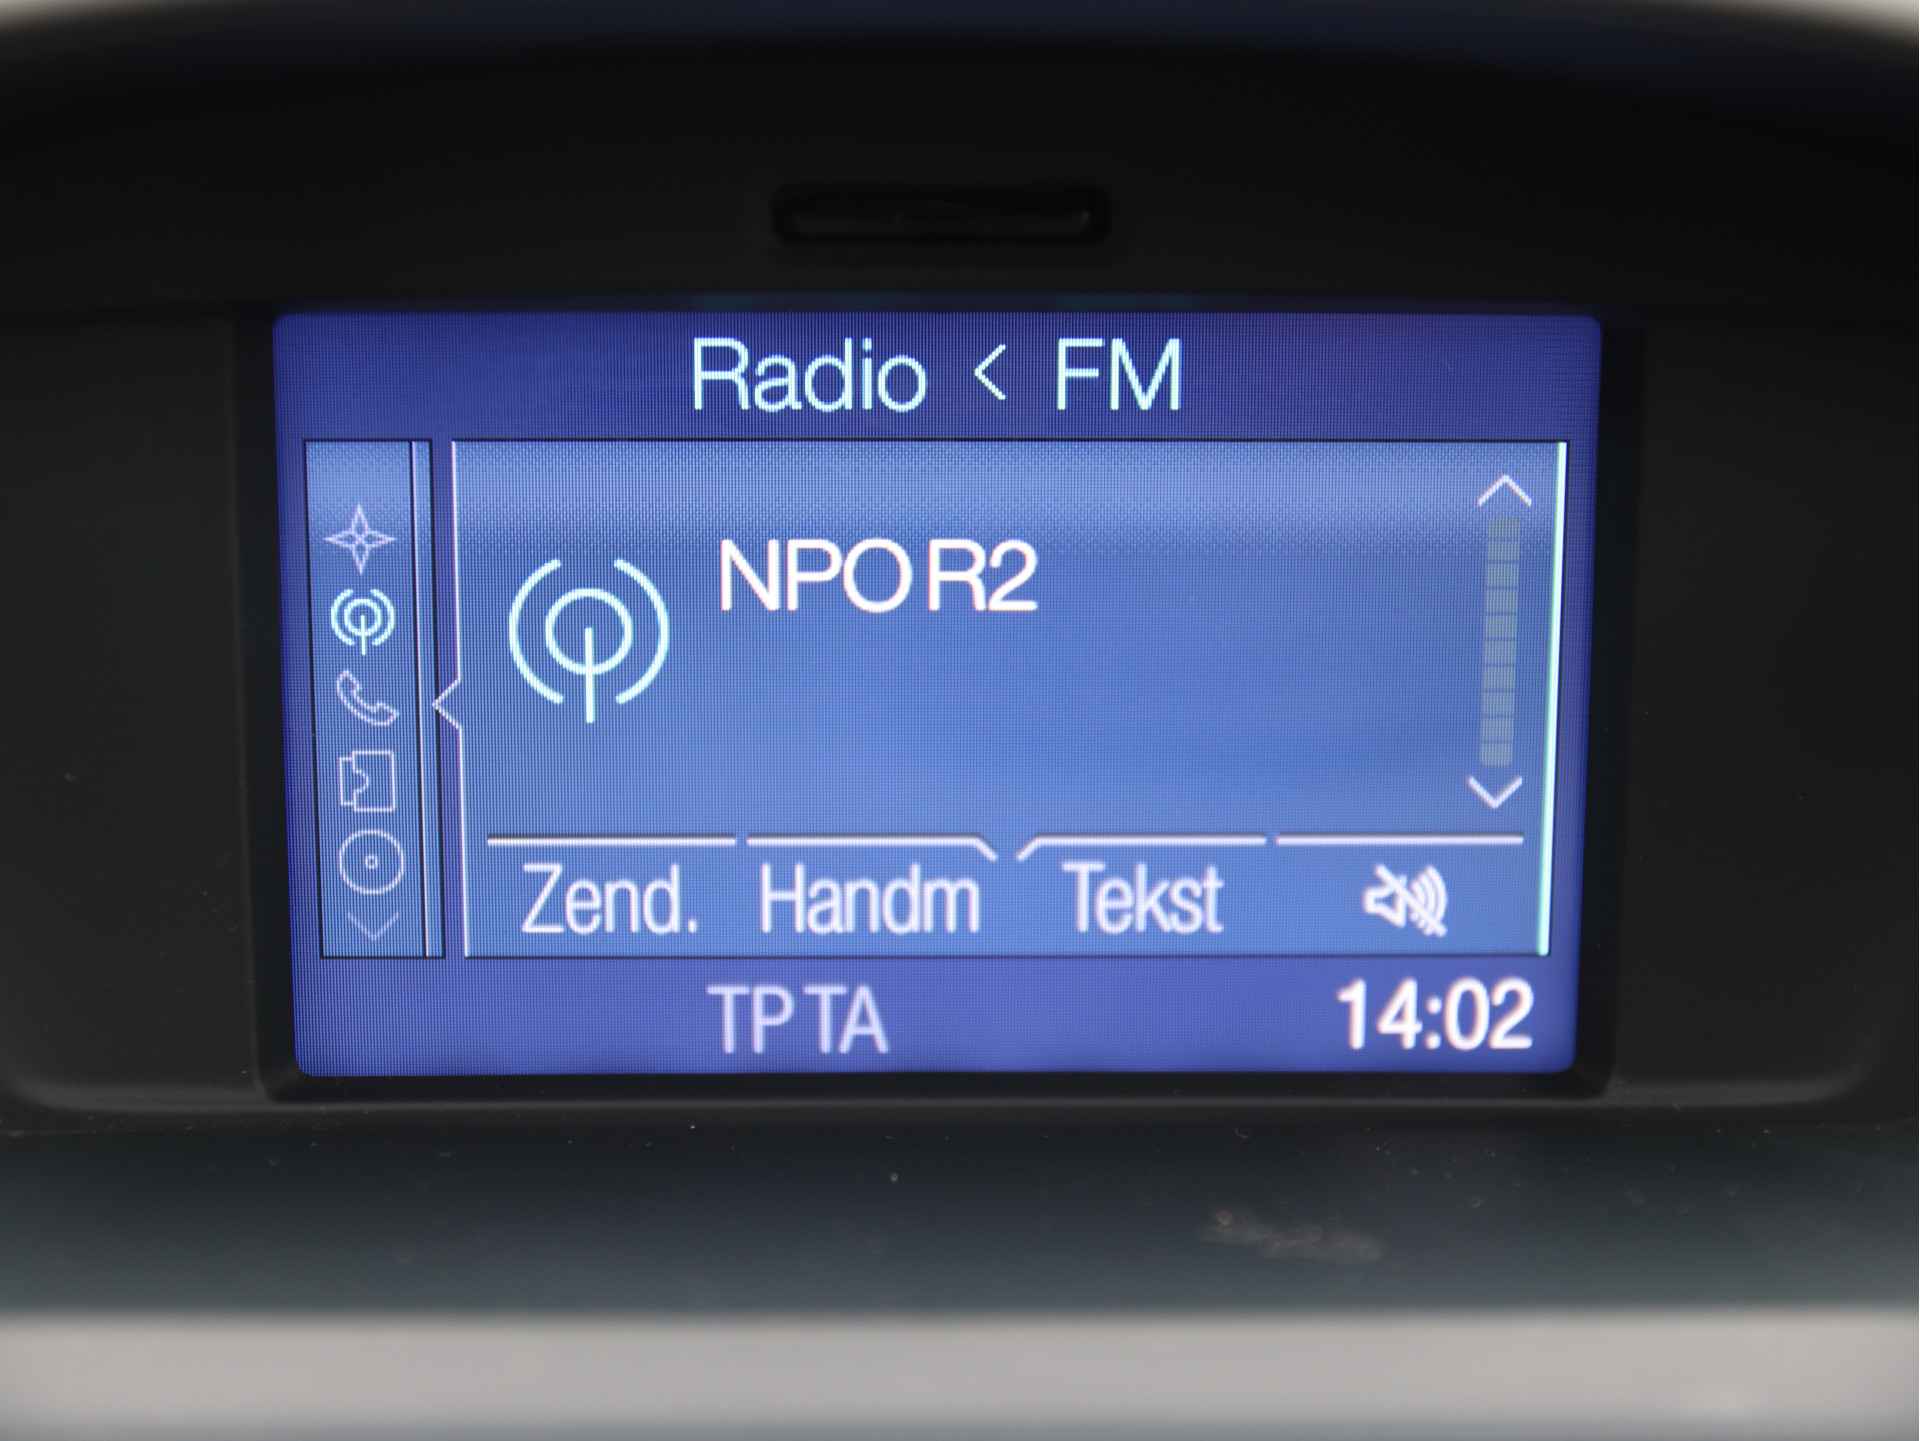 Radio < FM
NPO R2
Zend. Handm Tekst
TP TA 14:02